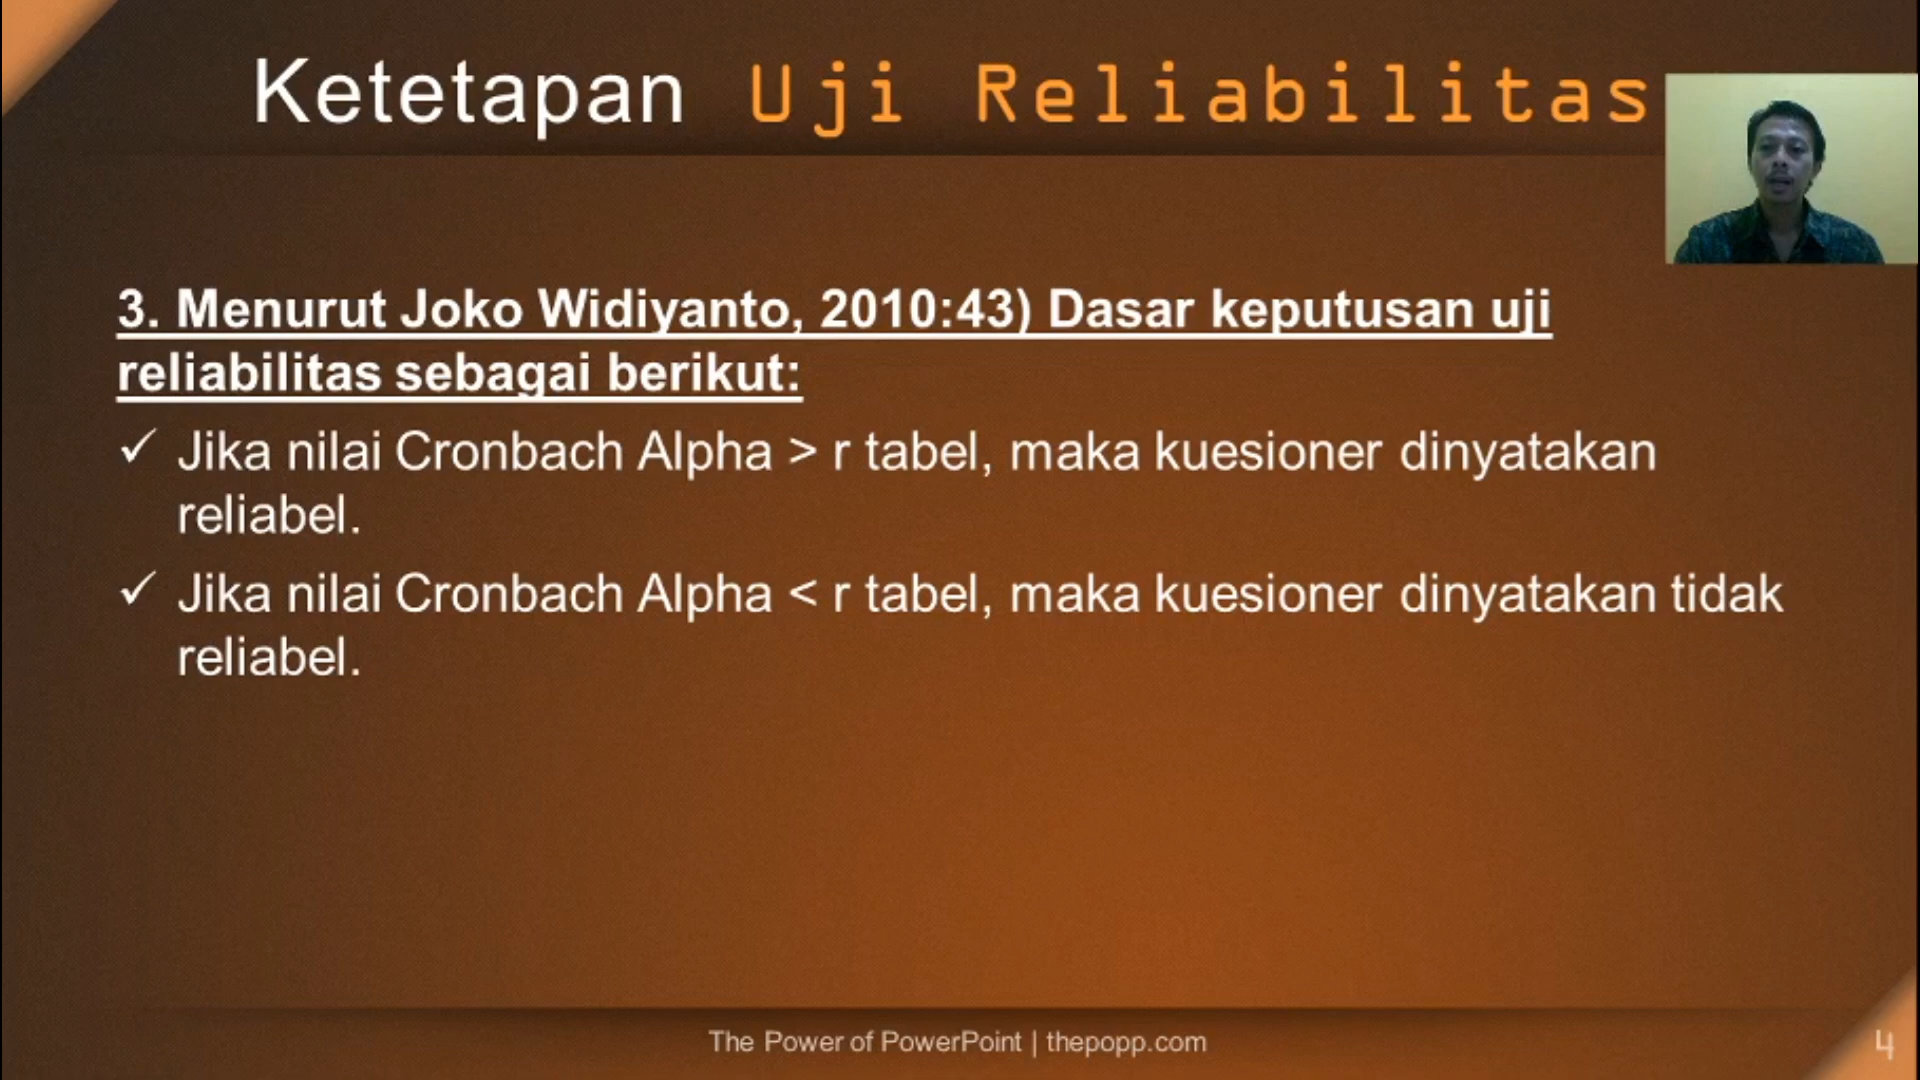 Ketetapan Uji Reliabilitas
3. Menurut Joko Widiyanto, 2010:43) Dasar keputusan uji
reliabilitas sebagai berikut:
✓ Jika nilai Cronbach Alpha > r tabel, maka kuesioner dinyatakan
reliabel.
✓ Jika nilai Cronbach Alpha < r tabel, maka kuesioner dinyatakan tidak
reliabel.
The Power of PowerPoint | thepopp.com
4